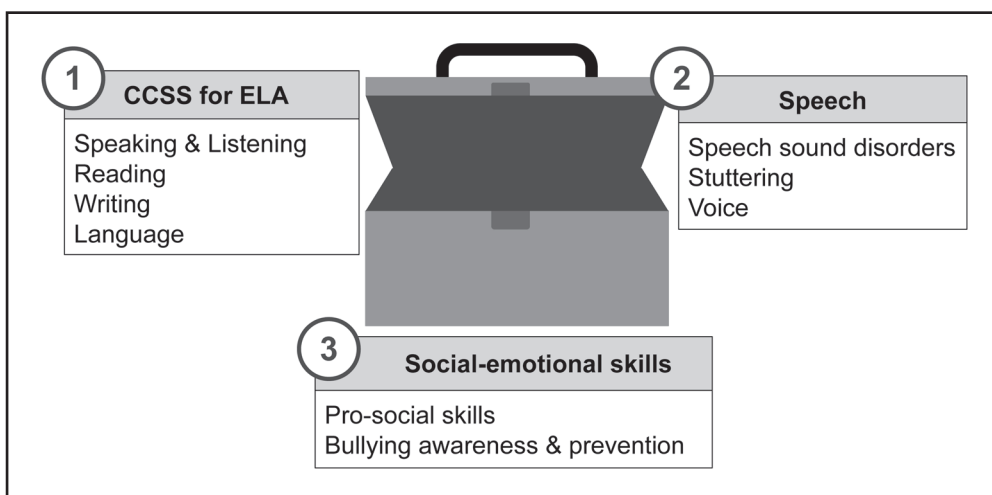 1
CCSS for ELA
Speaking & Listening
Reading
Writing
Language
2
Speech
Speech sound disorders
Stuttering
Voice
3
Social-emotional skills
Pro-social skills
Bullying awareness & prevention